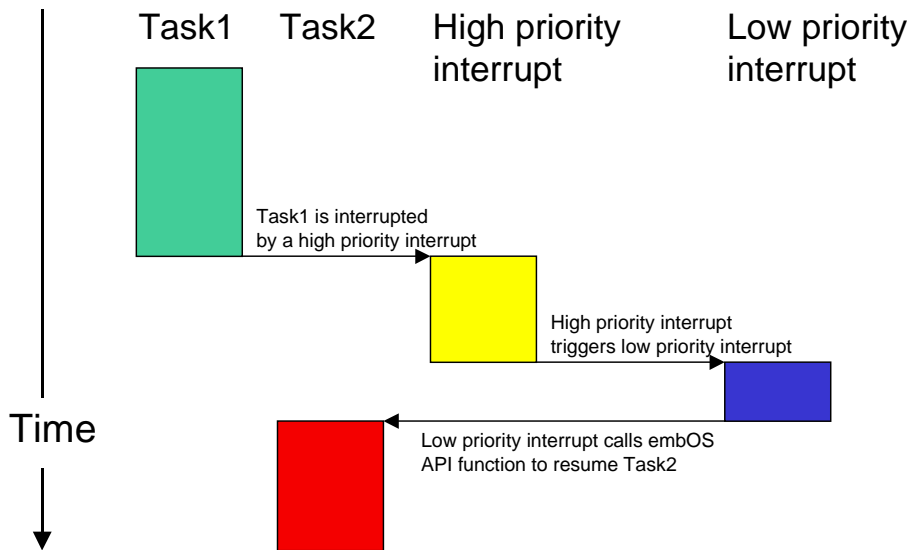 Task1
Task2
High priority
interrupt
Low priority
interrupt
Task1 is interrupted
by a high priority interrupt
High priority interrupt
triggers low priority interrupt
Time
Low priority interrupt calls embOS
API function to resume Task2